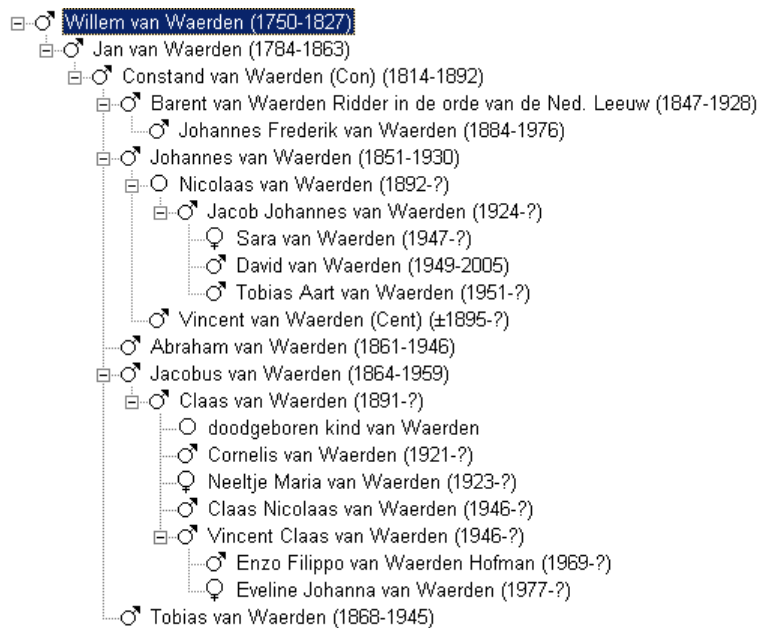 Willem van Waerden (1750-1827)
Jan van Waerden (1784-1863)
Constand van Waerden (Con) (1814-1892)
Barent van Waerden Ridder in de orde van de Ned. Leeuw (1847-1928)
Johannes Frederik van Waerden (1884-1976)
Johannes van Waerden (1851-1930)
Nicolaas van Waerden (1892-?)
Jacob Johannes van Waerden (1924-?)
Sara van Waerden (1947-?)
David van Waerden (1949-2005)
Tobias Aart van Waerden (1951-?)
Vincent van Waerden (Cent) (±1895-?)
Abraham van Waerden (1861-1946)
Jacobus van Waerden (1864-1959)
Claas van Waerden (1891-?)
doodgeboren kind van Waerden
Cornelis van Waerden (1921-?)
Neeltje Maria van Waerden (1923-?)
Claas Nicolaas van Waerden (1946-?)
Vincent Claas van Waerden (1946-?)
Enzo Filippo van Waerden Hofman (1969-?)
Eveline Johanna van Waerden (1977-?)
Tobias van Waerden (1868-1945)